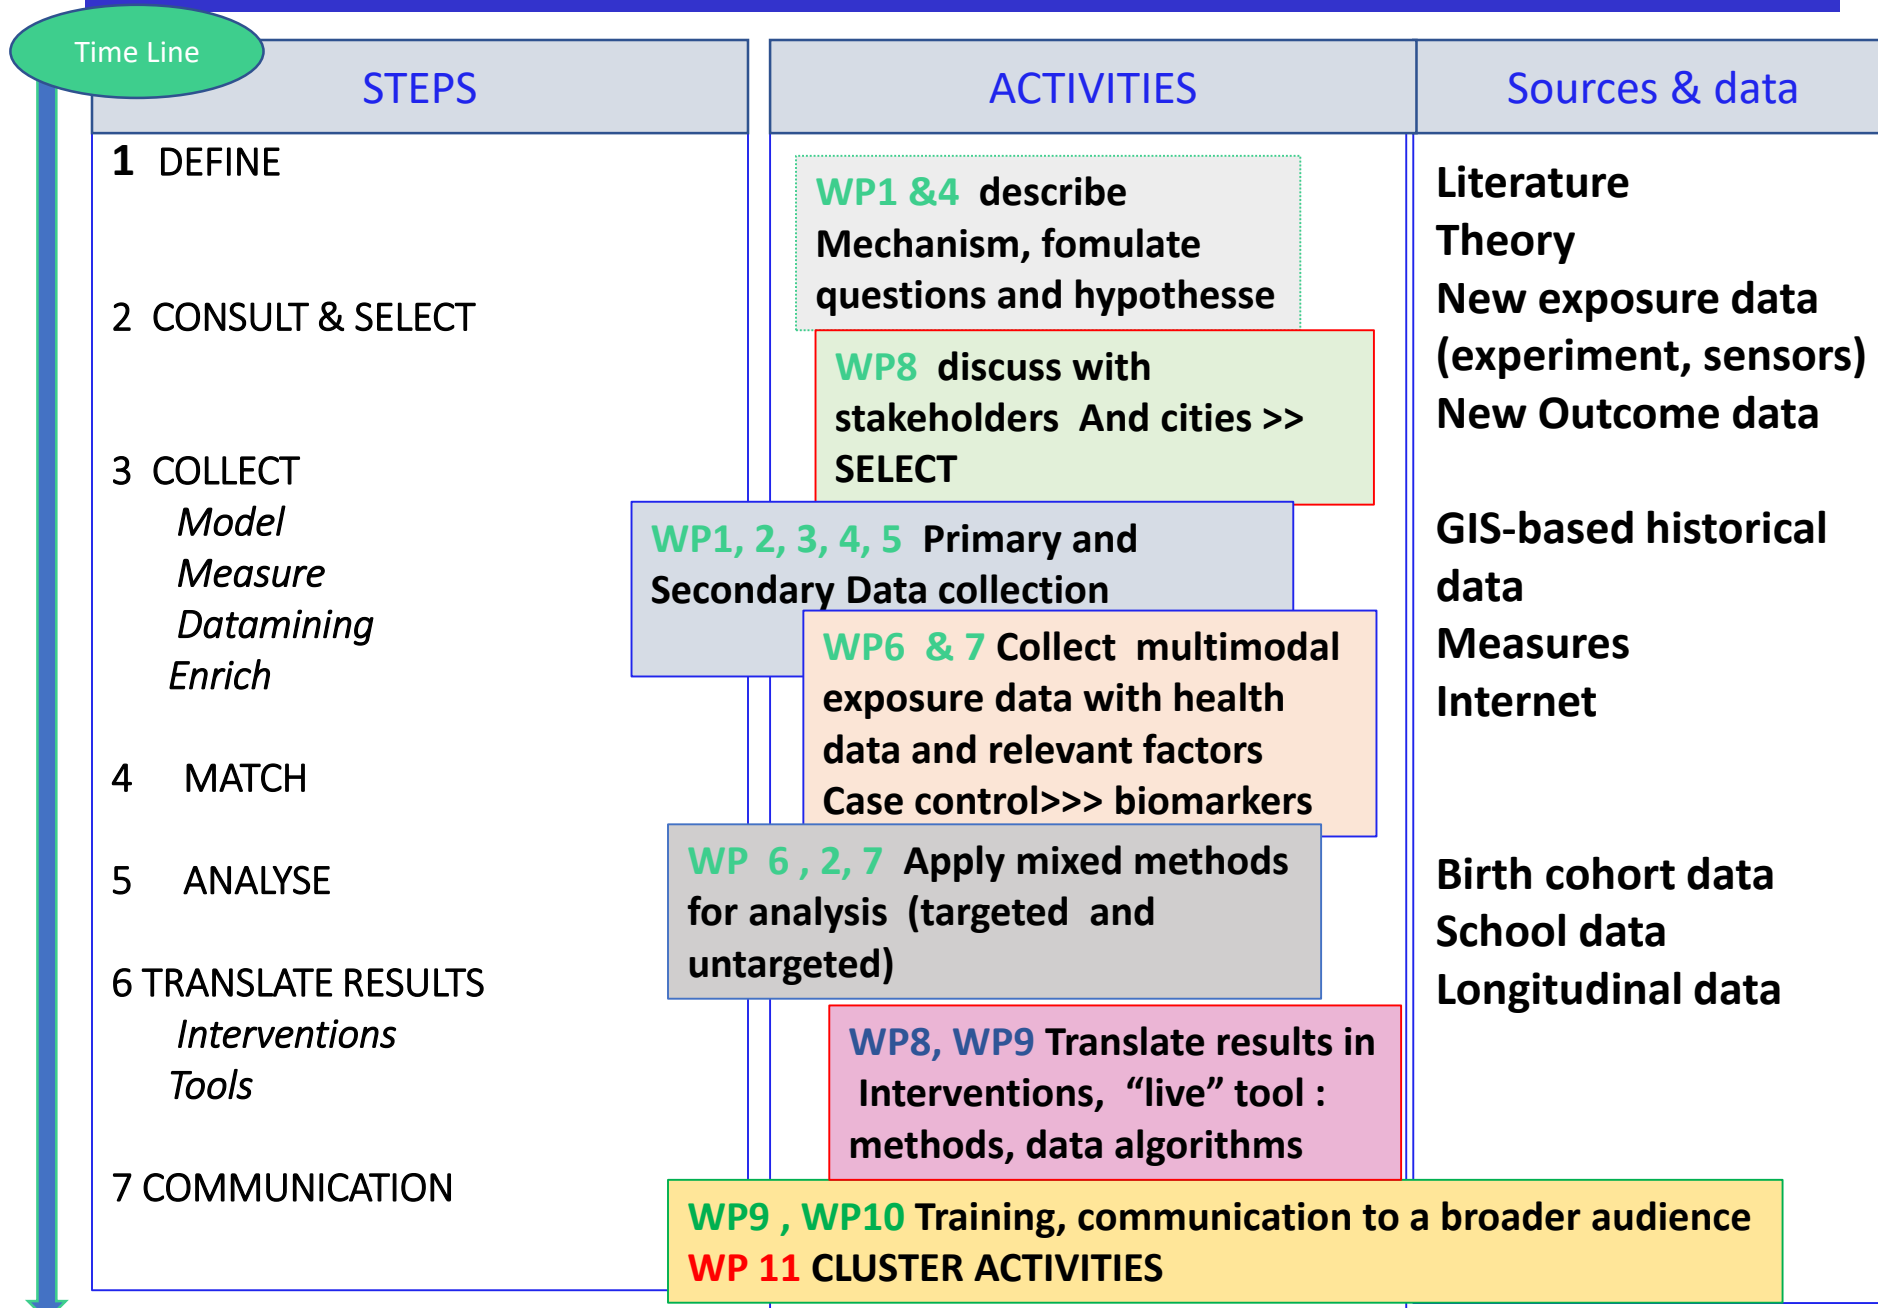 Time Line
STEPS
ACTIVITIES
Sources & data
1 DEFINE
2 CONSULT & SELECT
3 COLLECT
Model
Measure
Datamining
Enrich
4 MATCH
5 ANALYSE
6 TRANSLATE RESULTS
Interventions
Tools
7 COMMUNICATION
WP1 &4 describe
Mechanism, fomulate
questions and hypothesse
WP8 discuss with
stakeholders And cities >>
SELECT
WP1, 2, 3, 4, 5 Primary and
Secondary Data collection
WP6 & 7 Collect multimodal
exposure data with health
data and relevant factors
Case control>>> biomarkers
WP 6 , 2, 7 Apply mixed methods
for analysis (targeted and
untargeted)
WP8, WP9 Translate results in
Interventions, “live” tool :
methods, data algorithms
WP9 , WP10 Training, communication to a broader audience
WP 11 CLUSTER ACTIVITIES
Literature
Theory
New exposure data
(experiment, sensors)
New Outcome data
GIS-based historical
data
Measures
Internet
Birth cohort data
School data
Longitudinal data